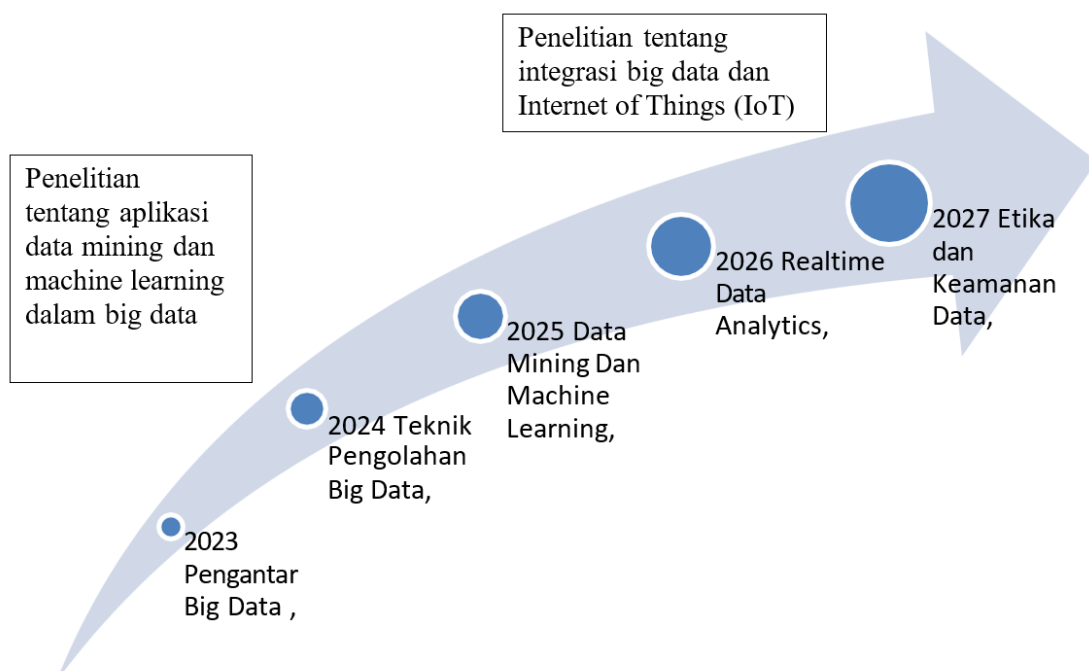 Penelitian tentang
integrasi big data dan
Internet of Things (IoT)
Penelitian
tentang aplikasi
data mining dan
machine learning
dalam big data
2023
Pengantar
Big Data ,
2024 Teknik
Pengolahan
Big Data,
2025 Data
Mining Dan
Machine
Learning,
2026 Realtime
Data
Analytics,
2027 Etika
dan
Keamanan
Data,